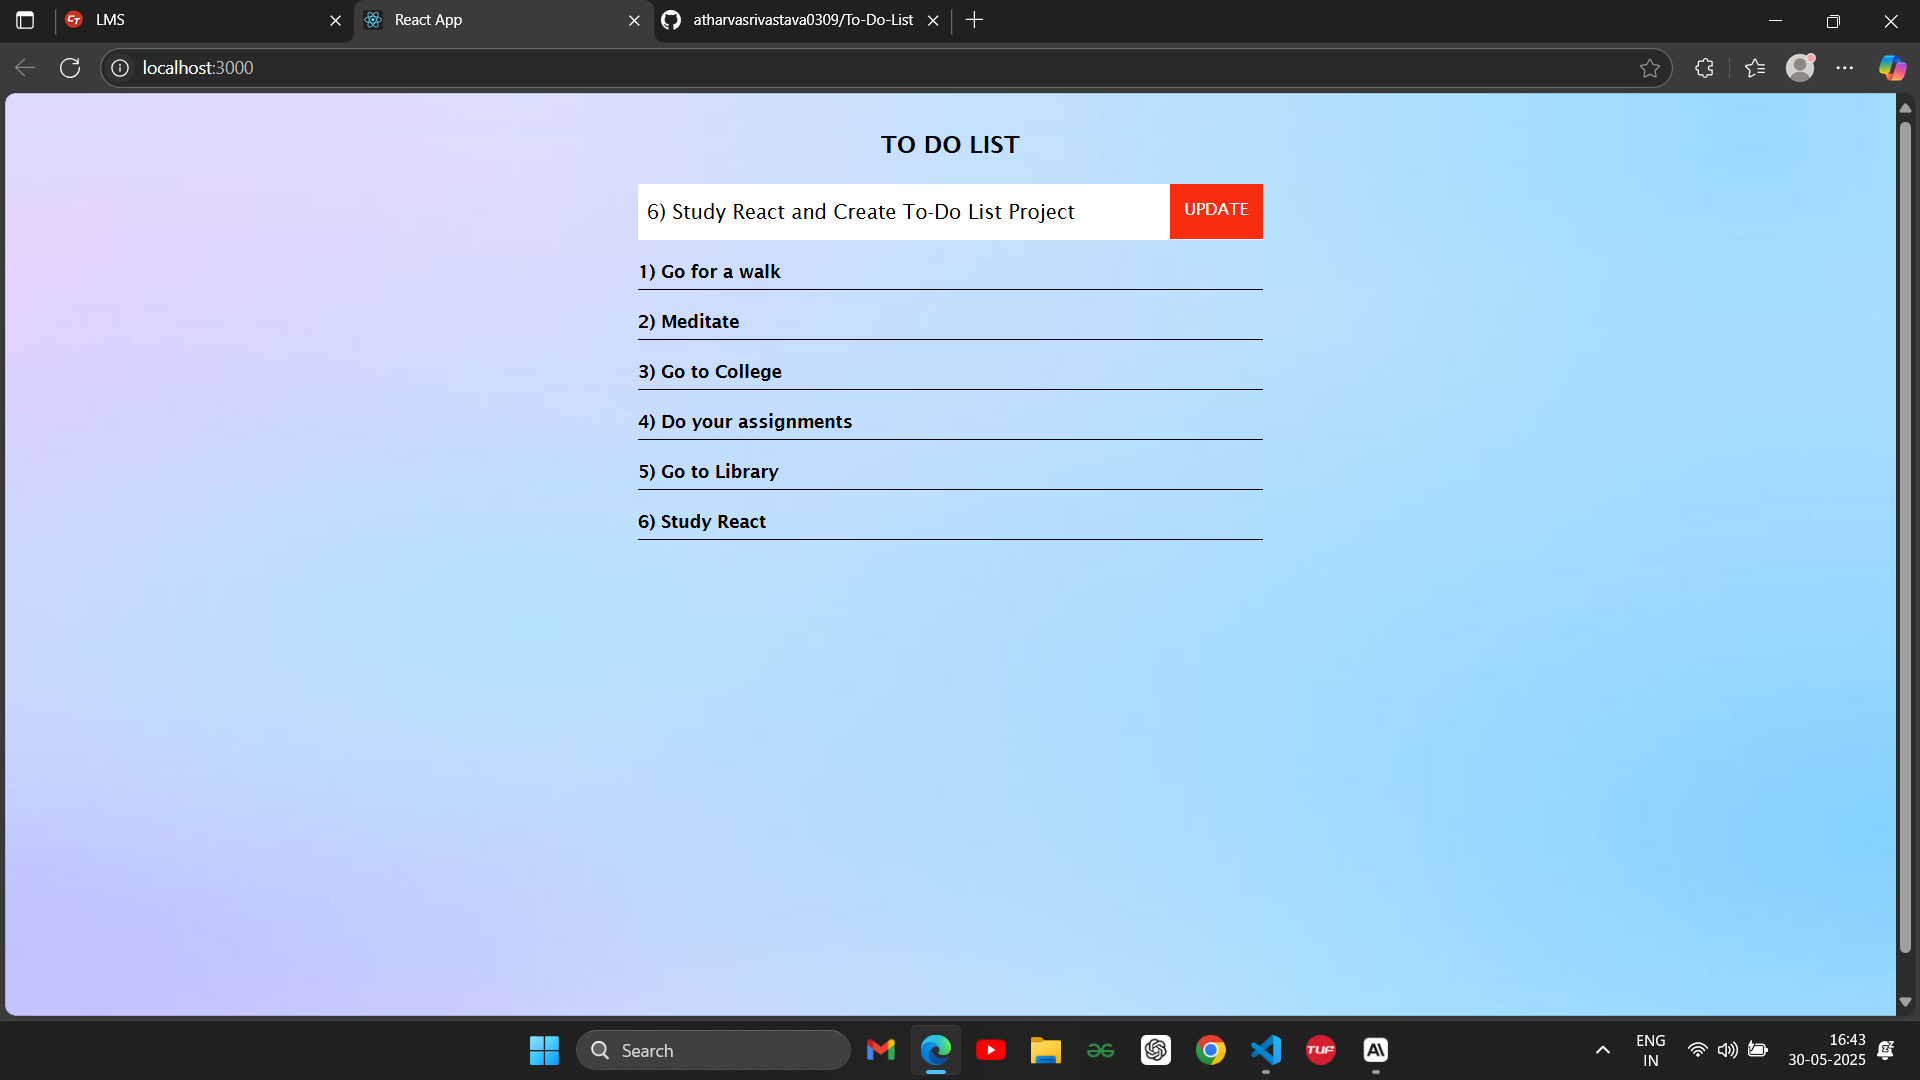 LMS
React App
atharvasrivastava0309/To-Do-List
localhost:3000
TO DO LIST
6) Study React and Create To-Do List Project
UPDATE
1) Go for a walk
2) Meditate
3) Go to College
4) Do your assignments
5) Go to Library
6) Study React
Search
TUF
ENG
IN
16:43
30-05-2025